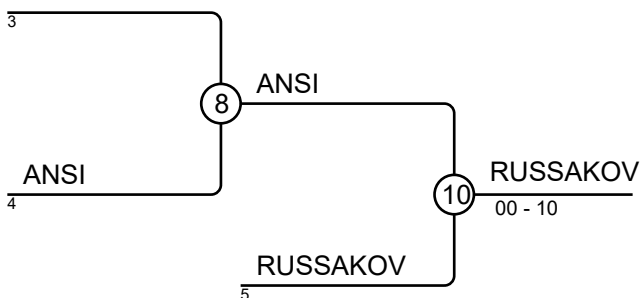 3
8
ANSI
ANSI
4
10
RUSSAKOV
00 - 10
RUSSAKOV
5